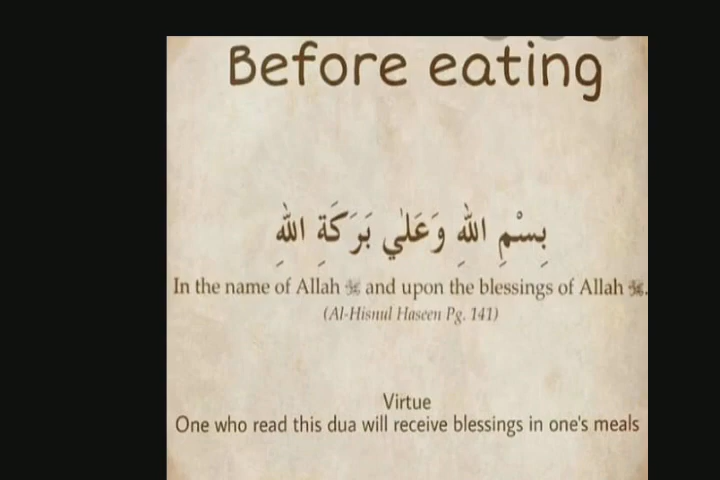 Before eating
بِسْمِ اللهِ وَعَلٰي بَرَكَةِ اللهِ
In the name of Allah ﷻ and upon the blessings of Allah ﷻ.
(Al-Hisnul Haseen Pg. 141)
Virtue
One who read this dua will receive blessings in one's meals